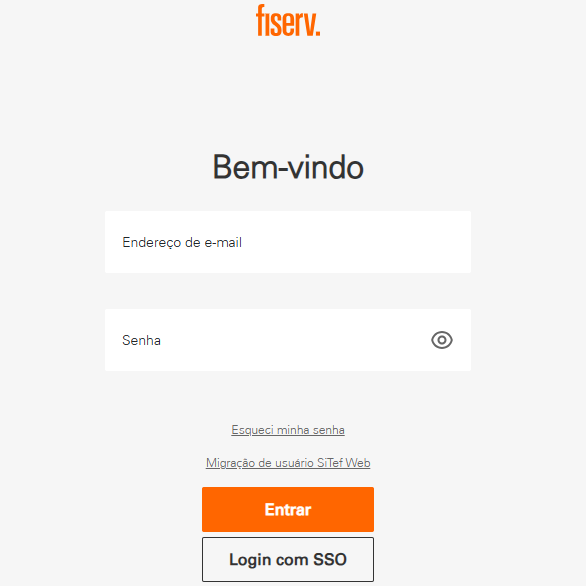 fiserv.
Bem-vindo
Endereço de e-mail
Senha
Esqueci minha senha
Migração de usuário SiTef Web
Entrar
Login com SSO